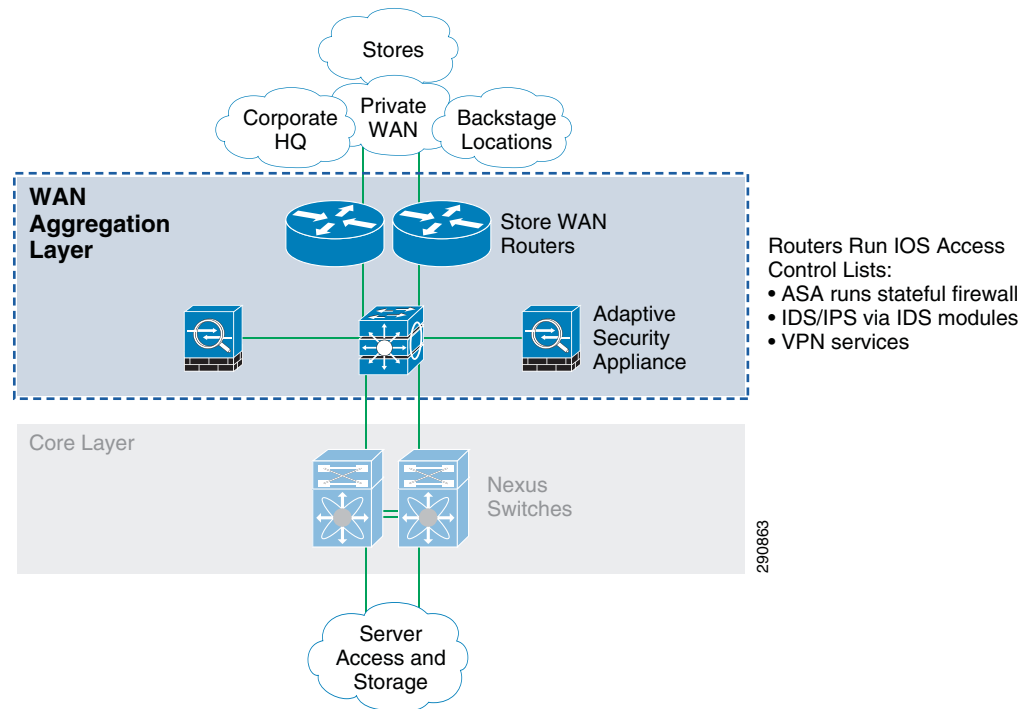 Stores
Private
WAN
Corporate
HQ
Backstage
Locations
WAN
Aggregation
Layer
Store WAN
Routers
Adaptive
Security
Appliance
Routers Run IOS Access
Control Lists:
• ASA runs stateful firewall
• IDS/IPS via IDS modules
• VPN services
Core Layer
Nexus
Switches
290863
Server
Access and
Storage